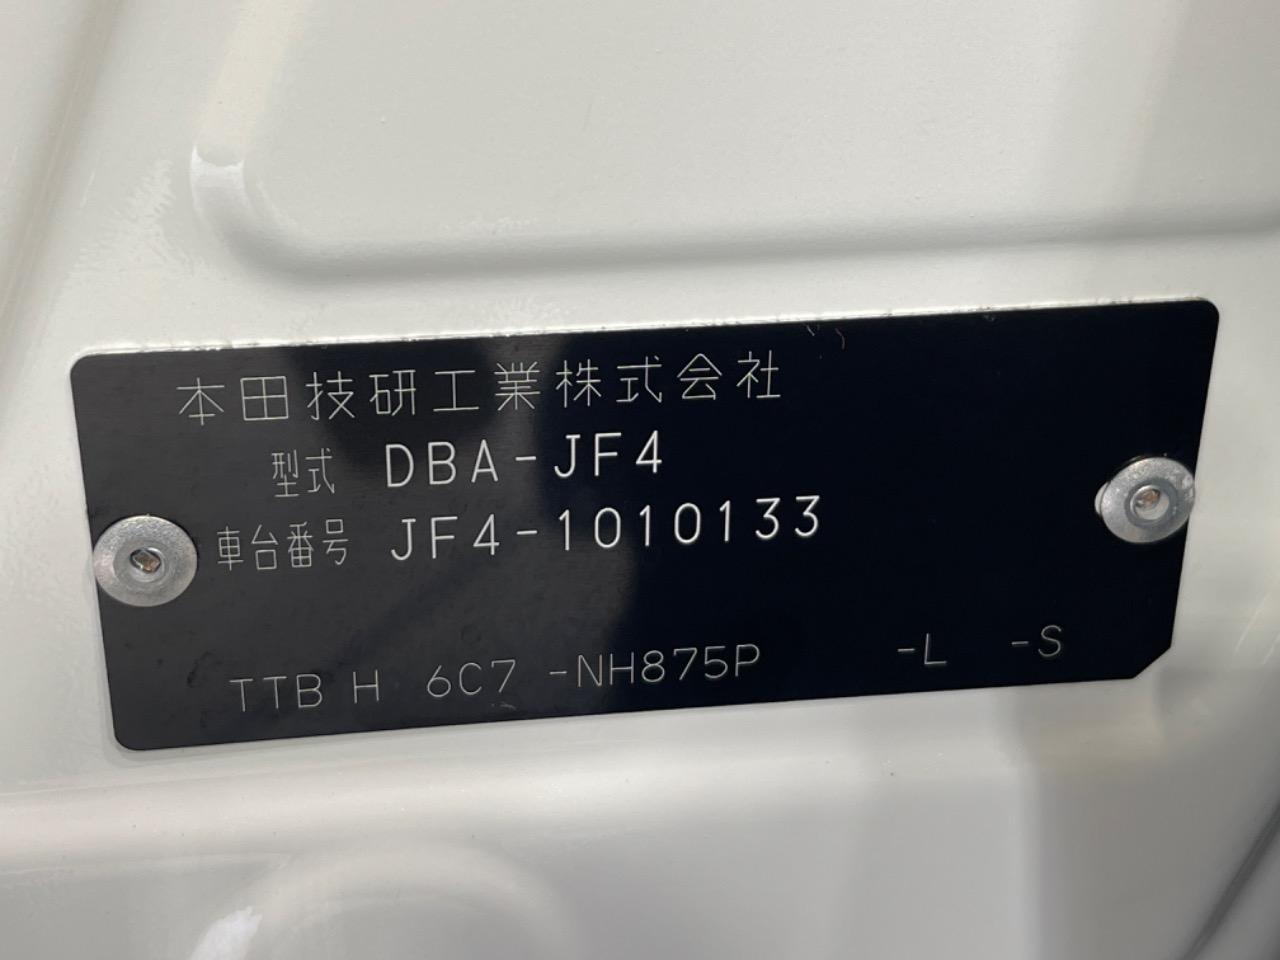 本田技研工業株式会社
型式 DBA-JF4
車台番号 JF4-1010133
TTB H 6C7 -NH875P -L -S